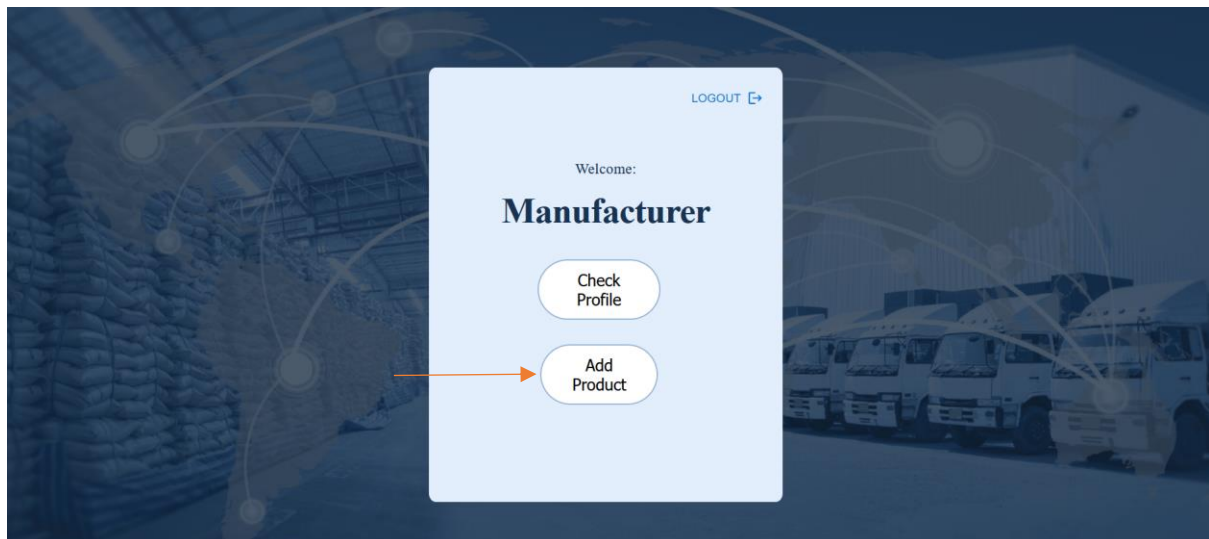 LOGOUT
Welcome:
Manufacturer
Check
Profile
Add
Product